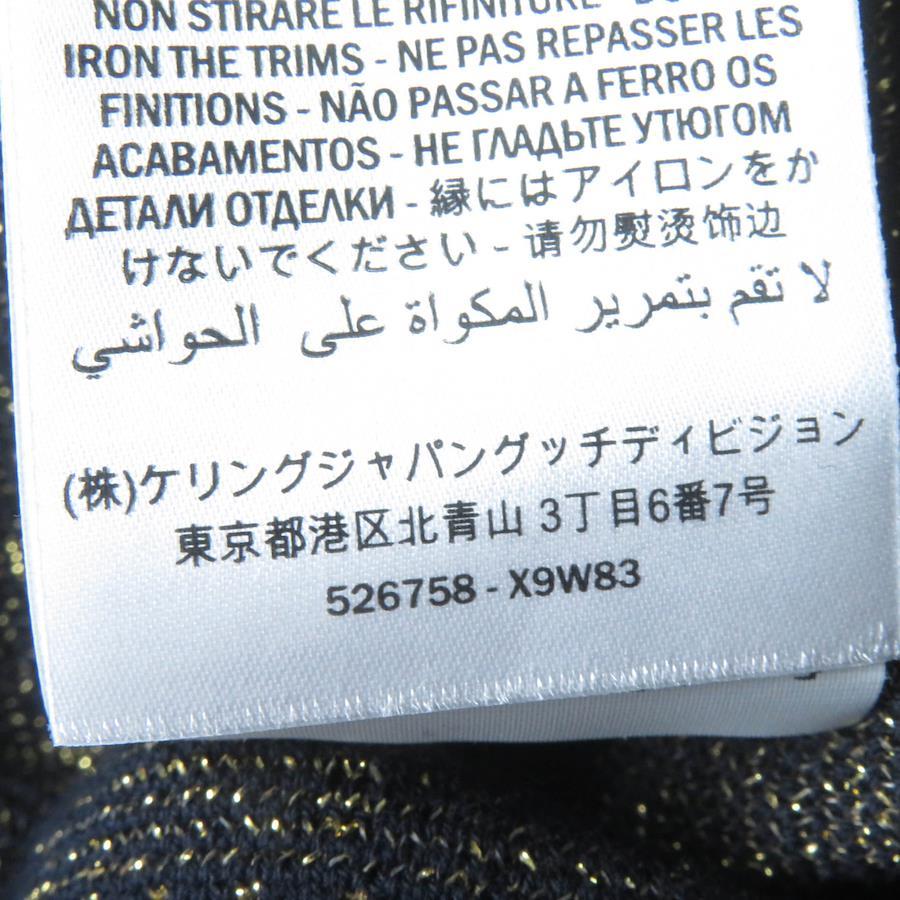 NON STIRARE LE RIFINITURE -
IRON THE TRIMS - NE PAS REPASSER LES
FINITIONS - NÃO PASSAR A FERRO OS
ACABAMENTOS - НЕ ГЛАДЬТЕ УТЮГОМ
ДЕТАЛИ ОТДЕЛКИ - 縁にはアイロンをか
けないでください - 请勿熨烫饰边
لا تقم بتمرير المكواة على الحواشي
(株)ケリングジャパングッチディビジョン
東京都港区北青山 3丁目6番7号
526758 - X9W83